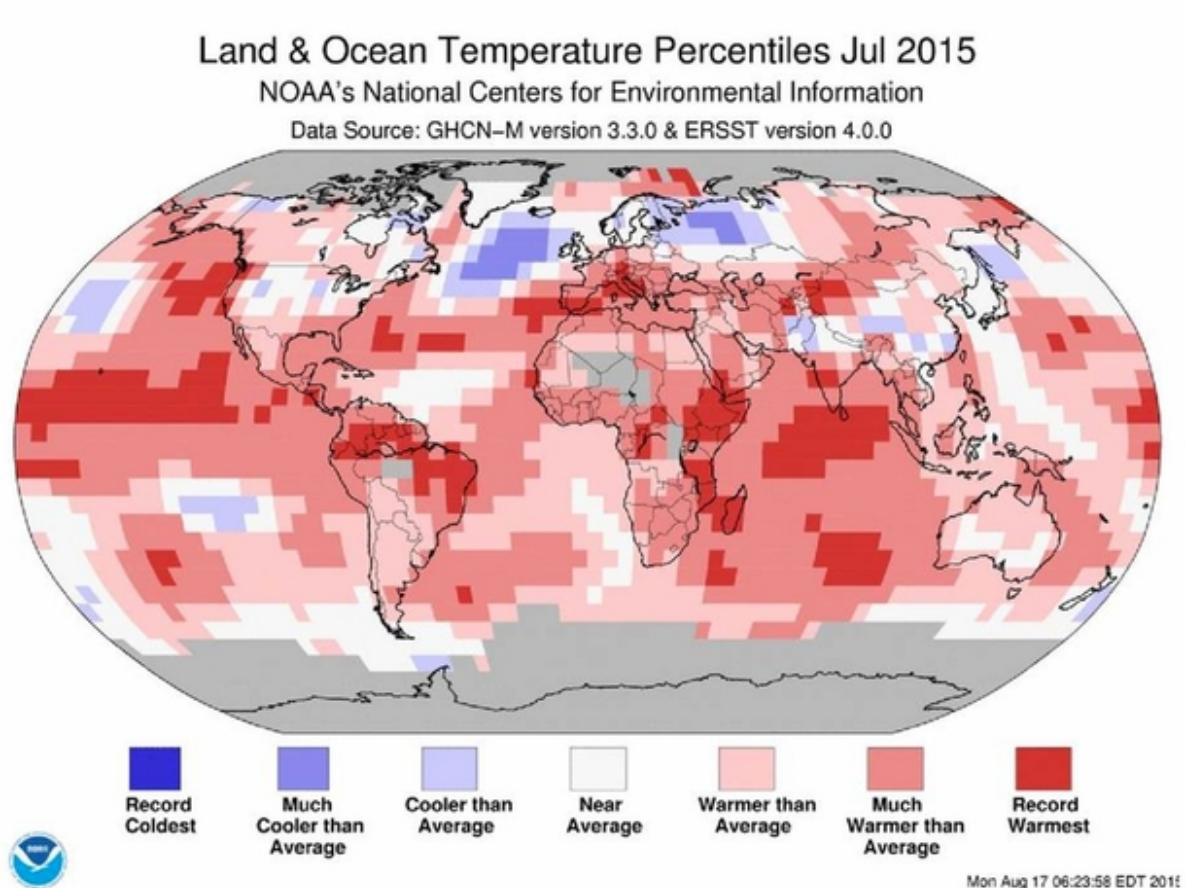 Land & Ocean Temperature Percentiles Jul 2015
NOAA's National Centers for Environmental Information
Data Source: GHCN–M version 3.3.0 & ERSST version 4.0.0
Record
Coldest
Much
Cooler than
Average
Cooler than
Average
Near
Average
Warmer than
Average
Much
Warmer than
Average
Record
Warmest
NOAA
Mon Aug 17 06:23:58 EDT 2015